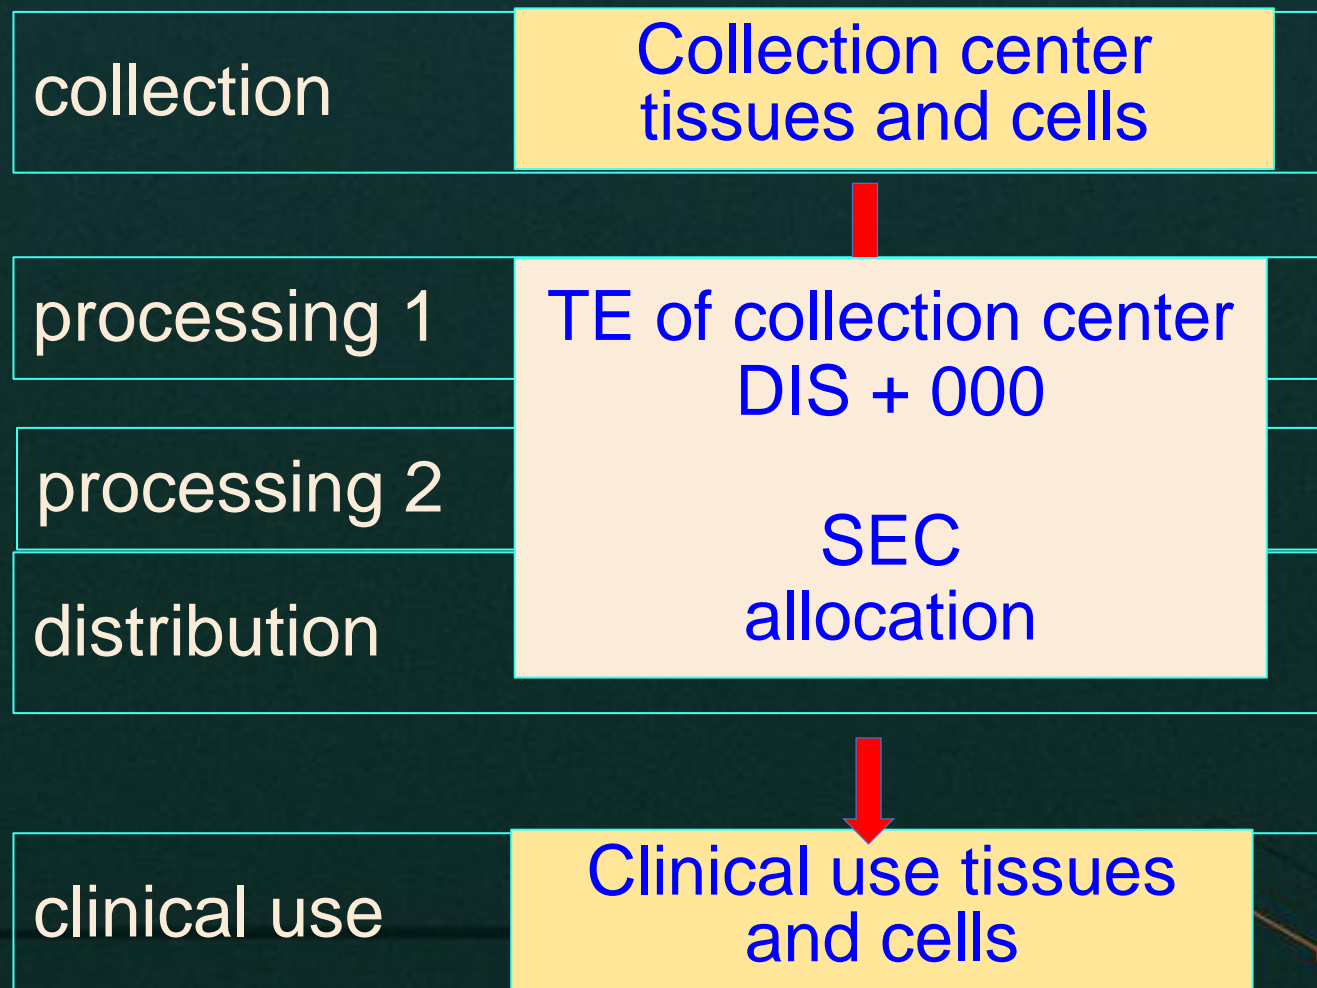 collection
Collection center
tissues and cells
processing 1
TE of collection center
DIS + 000
processing 2
SEC
allocation
distribution
clinical use
Clinical use tissues
and cells